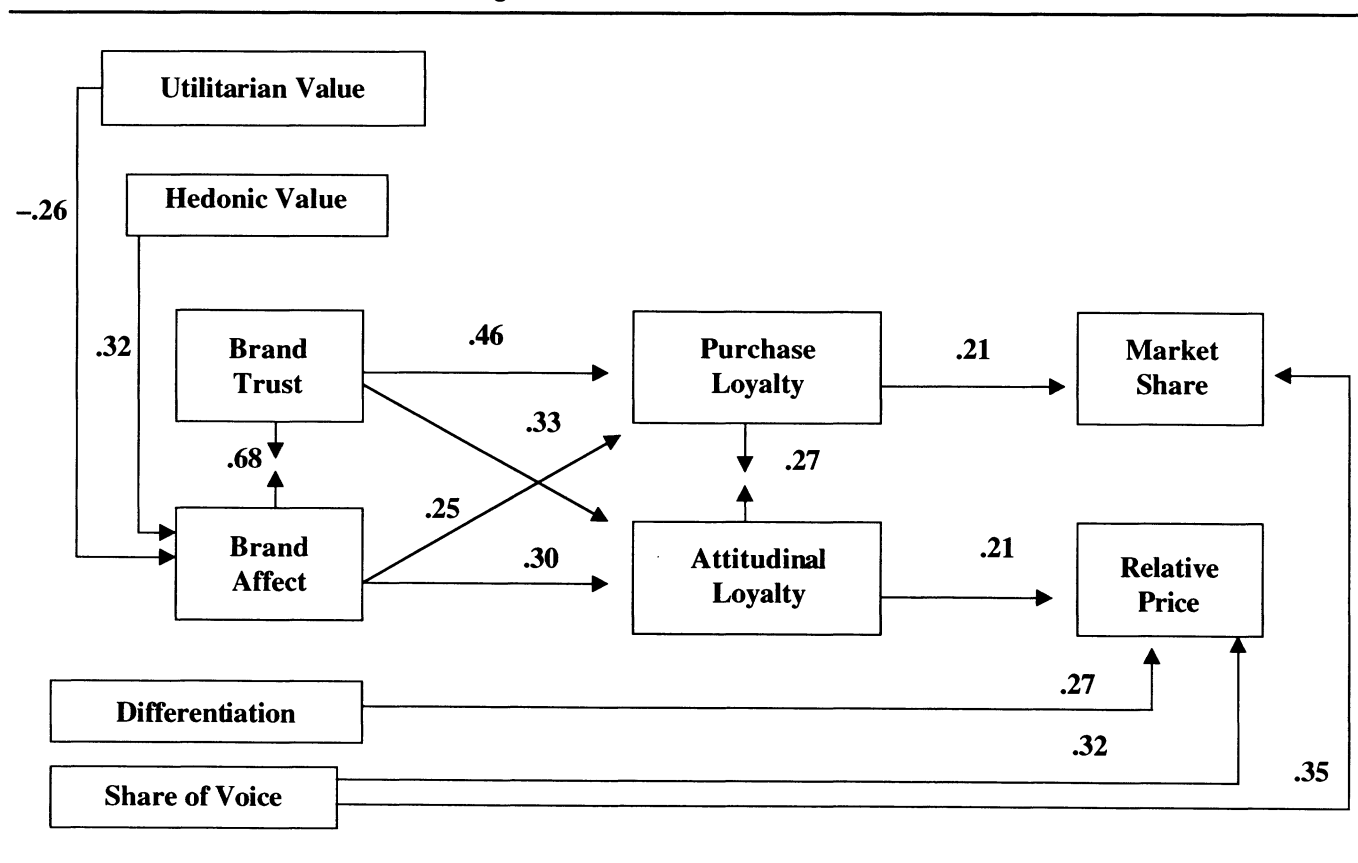 Utilitarian Value
Hedonic Value
–.26
.32
Brand
Trust
.46
Purchase
Loyalty
.21
Market
Share
.33
.68
.27
.25
Brand
Affect
.30
Attitudinal
Loyalty
.21
Relative
Price
.27
Differentiation
.32
Share of Voice
.35